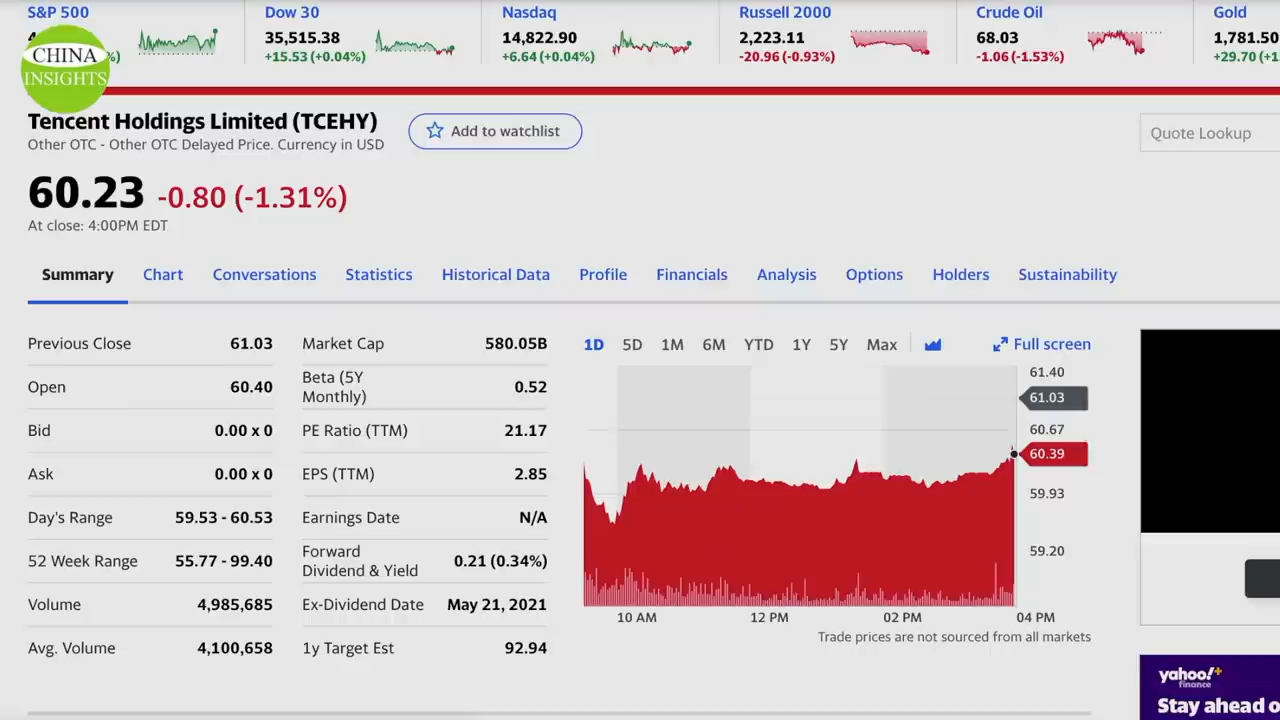 S&P 500
Dow 30
Nasdaq
Russell 2000
Crude Oil
Gold
35,515.38
14,822.90
2,223.11
68.03
1,781.50
+15.53 (+0.04%)
+6.64 (+0.04%)
-20.96 (-0.93%)
-1.06 (-1.53%)
CHINA
INSIGHTS
Tencent Holdings Limited (TCEHY)
Add to watchlist
Quote Lookup
Other OTC - Other OTC Delayed Price. Currency in USD
60.23 -0.80 (-1.31%)
At close: 4:00PM EDT
Summary
Chart
Conversations
Statistics
Historical Data
Profile
Financials
Analysis
Options
Holders
Sustainability
Previous Close 61.03
Open 60.40
Bid 0.00 x 0
Ask 0.00 x 0
Day's Range 59.53 - 60.53
52 Week Range 55.77 - 99.40
Volume 4,985,685
Avg. Volume 4,100,658
Market Cap 580.05B
Beta (5Y
Monthly) 0.52
PE Ratio (TTM) 21.17
EPS (TTM) 2.85
Earnings Date N/A
Forward
Dividend & Yield 0.21 (0.34%)
Ex-Dividend Date May 21, 2021
1y Target Est 92.94
1D 5D 1M 6M YTD 1Y 5Y Max
Full screen
61.40
61.03
60.67
60.39
59.93
59.20
10 AM 12 PM 02 PM 04 PM
Trade prices are not sourced from all markets
yahoo!+
finance
Stay ahead